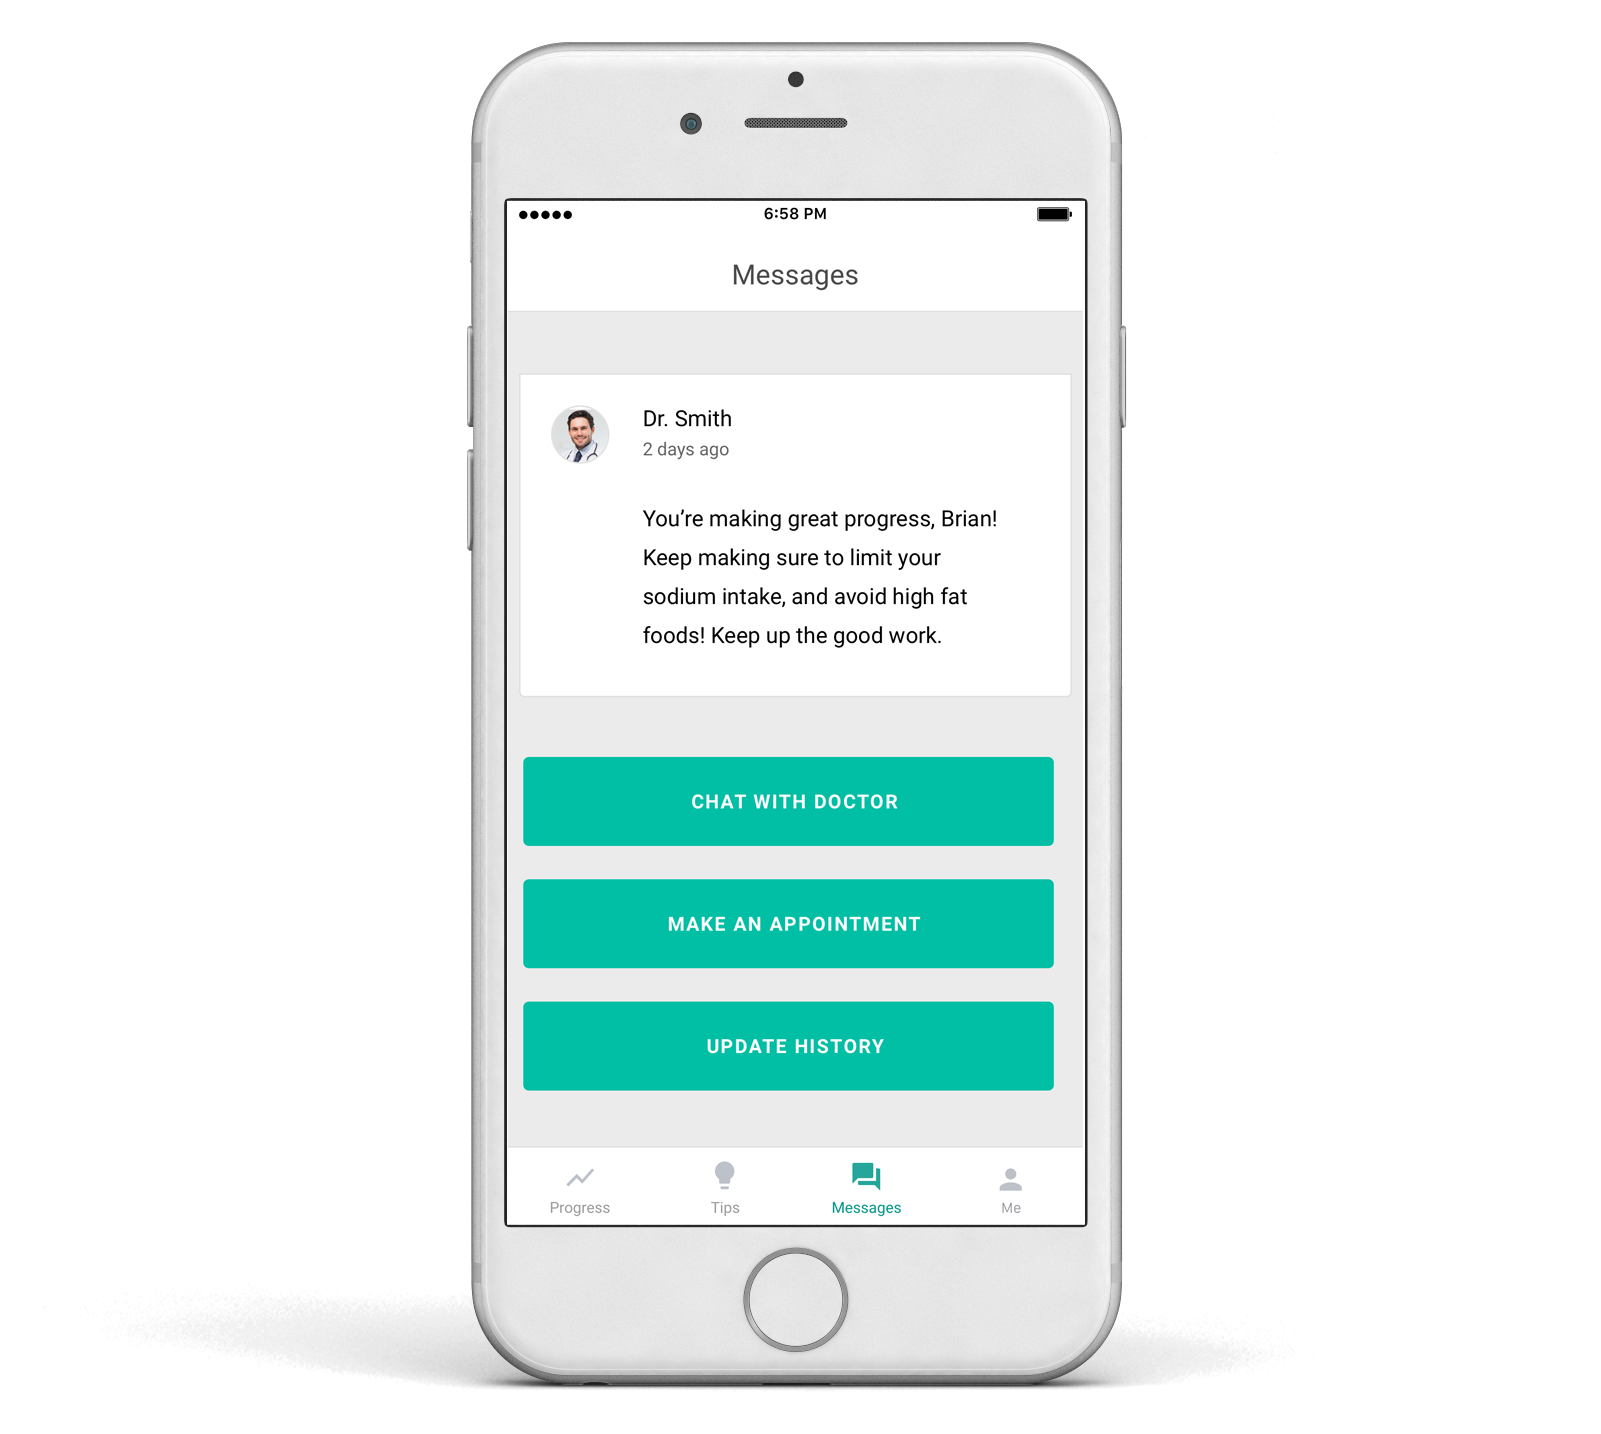 6:58 PM
Messages
Dr. Smith
2 days ago
You’re making great progress, Brian!
Keep making sure to limit your
sodium intake, and avoid high fat
foods! Keep up the good work.
CHAT WITH DOCTOR
MAKE AN APPOINTMENT
UPDATE HISTORY
Progress
Tips
Messages
Me